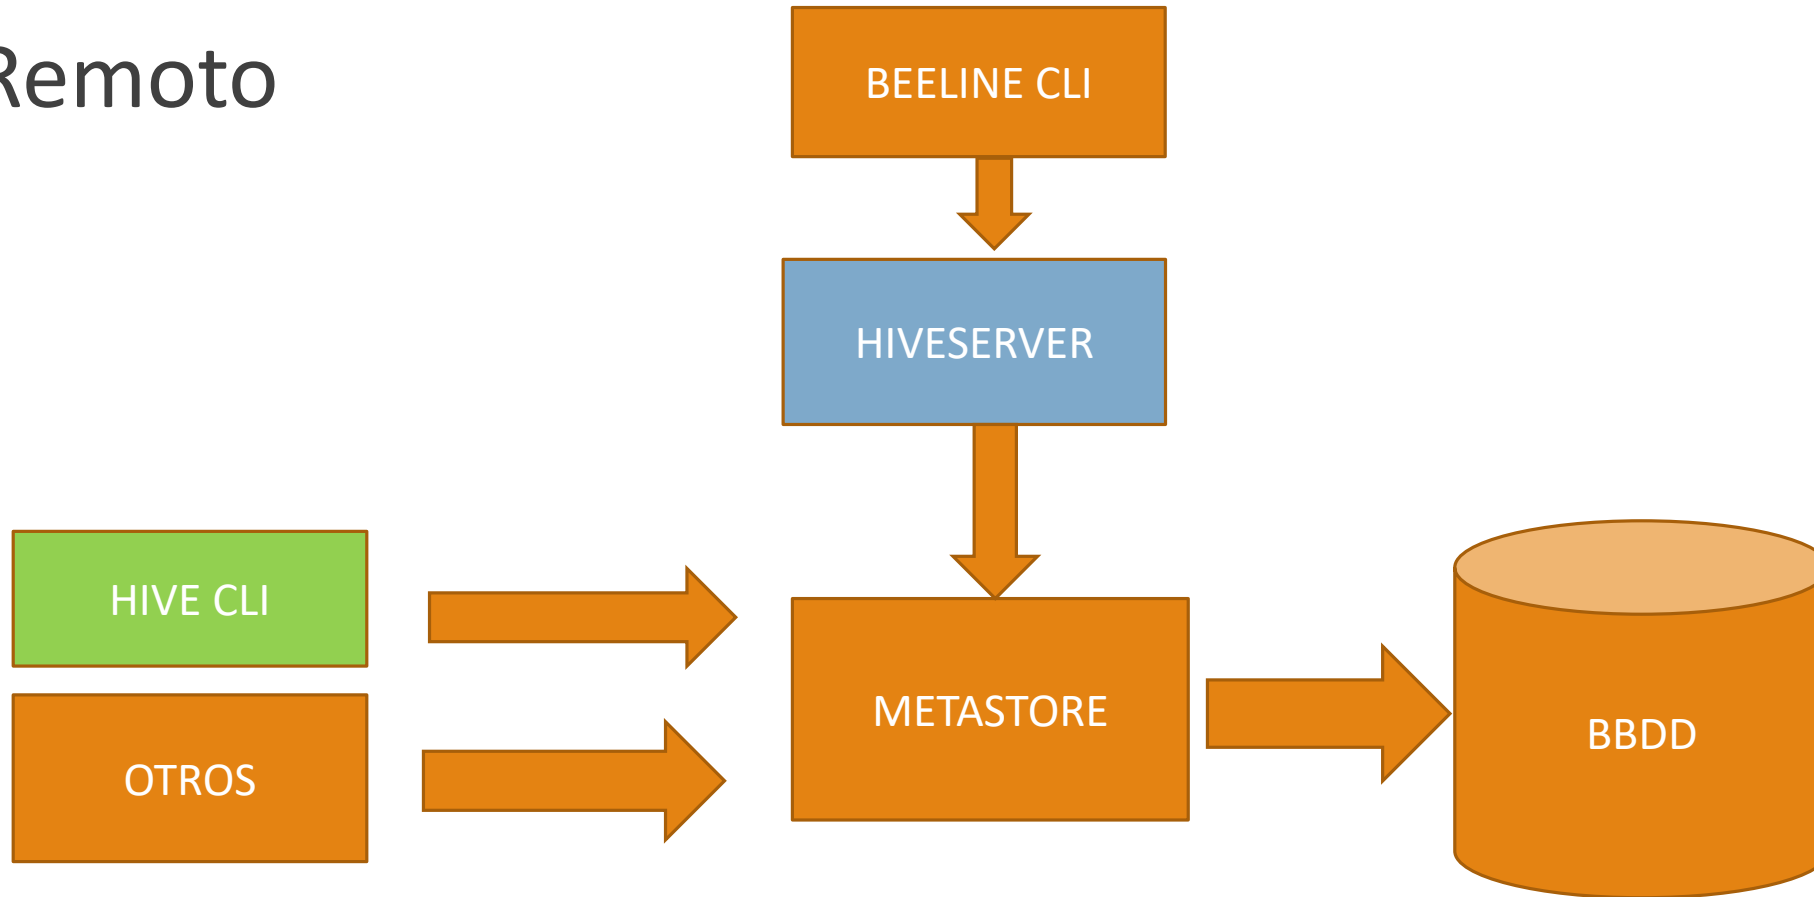 Remoto
BEELINE CLI
HIVESERVER
HIVE CLI
METASTORE
BBDD
OTROS